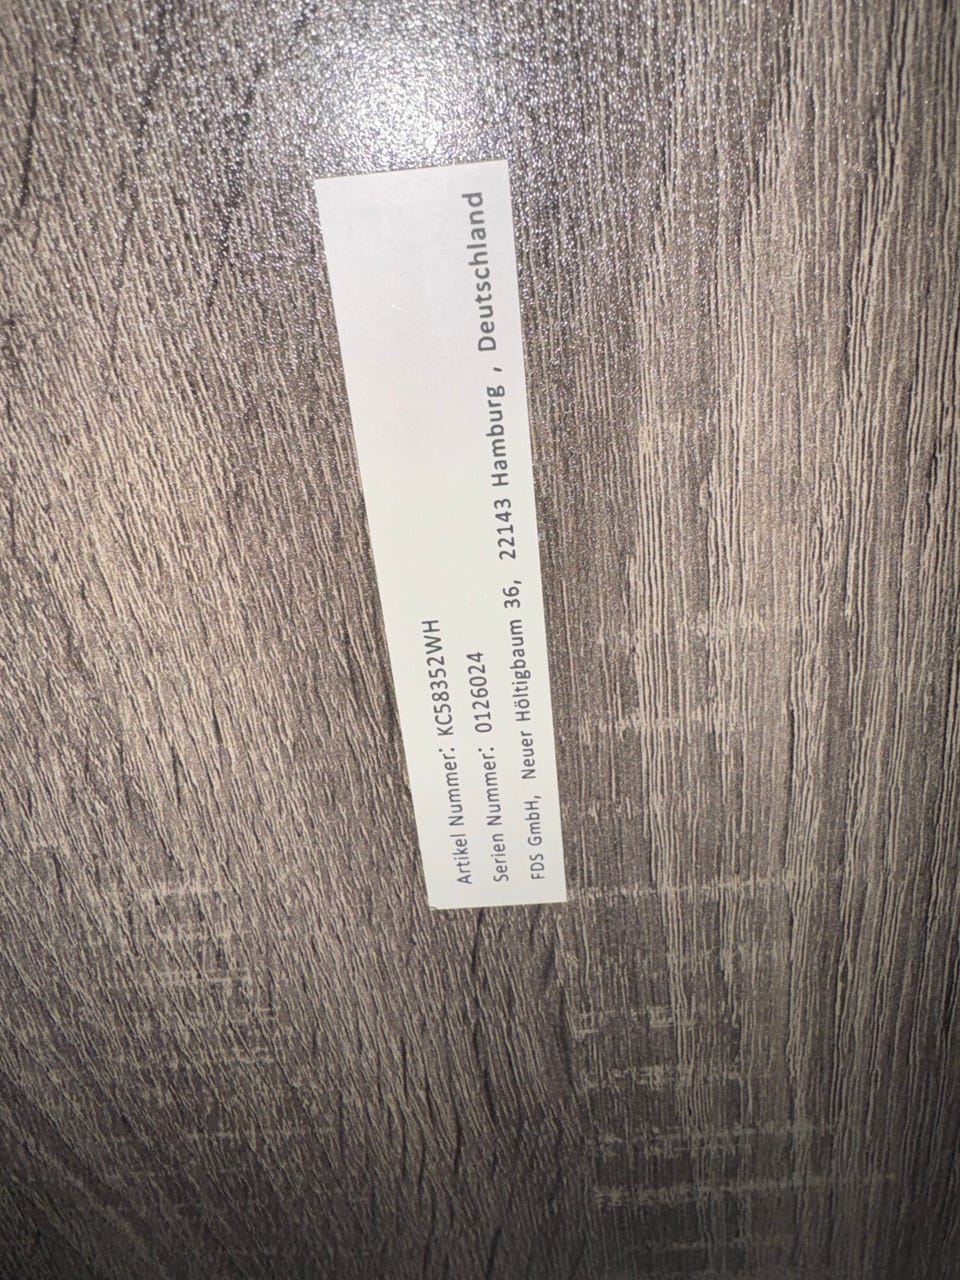 Artikel Nummer: KC58352WH
Serien Nummer: 0126024
FDS GmbH, Neuer Höltigbaum 36, 22143 Hamburg , Deutschland